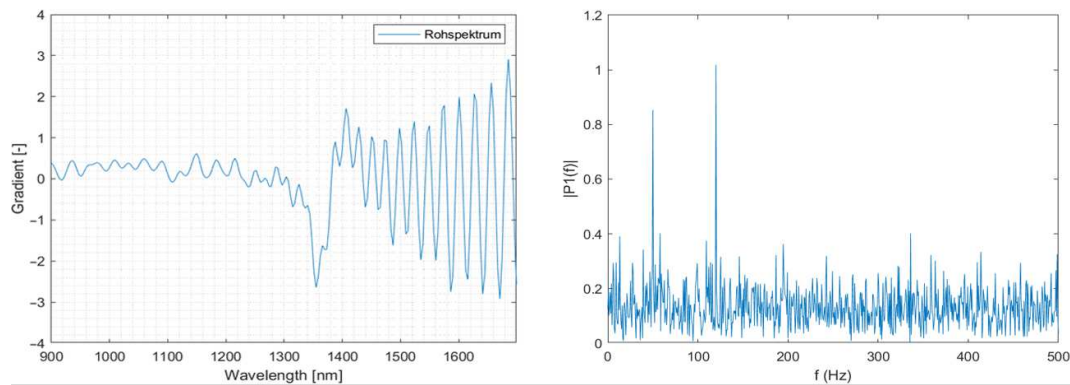 4
3
2
1
0
−1
−2
−3
−4
Gradient [-]
Rohspektrum
900 1000 1100 1200 1300 1400 1500 1600
Wavelength [nm]
1.2
1
0.8
0.6
0.4
0.2
0
|P1(f)|
0 100 200 300 400 500
f (Hz)